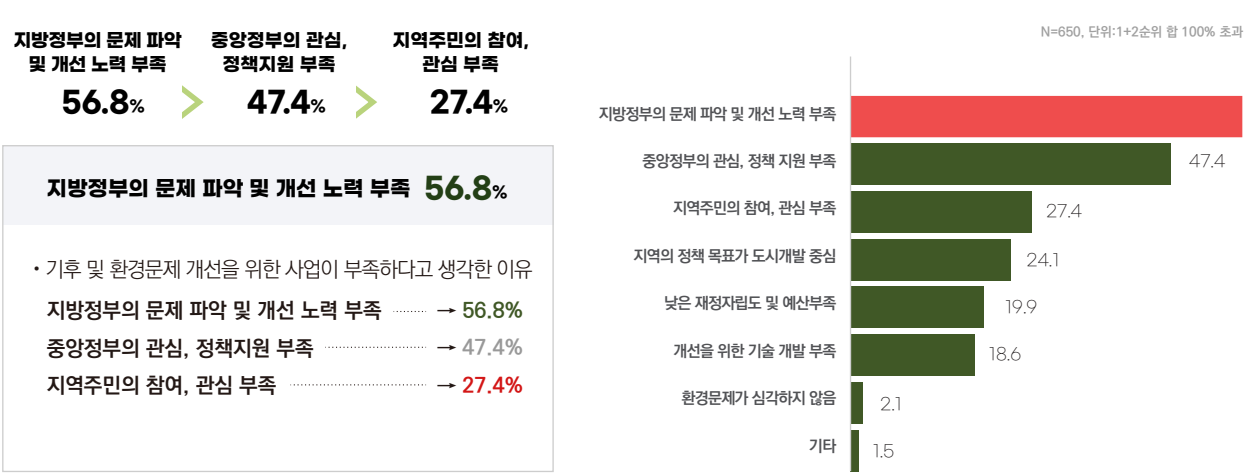 지방정부의 문제 파악
및 개선 노력 부족
56.8%
중앙정부의 관심,
정책지원 부족
47.4%
지역주민의 참여,
관심 부족
27.4%
지방정부의 문제 파악 및 개선 노력 부족 56.8%
• 기후 및 환경문제 개선을 위한 사업이 부족하다고 생각한 이유
지방정부의 문제 파악 및 개선 노력 부족 → 56.8%
중앙정부의 관심, 정책지원 부족 → 47.4%
지역주민의 참여, 관심 부족 → 27.4%
N=650, 단위:1+2순위 합 100% 초과
지방정부의 문제 파악 및 개선 노력 부족
중앙정부의 관심, 정책 지원 부족 47.4
지역주민의 참여, 관심 부족 27.4
지역의 정책 목표가 도시개발 중심 24.1
낮은 재정자립도 및 예산부족 19.9
개선을 위한 기술 개발 부족 18.6
환경문제가 심각하지 않음 2.1
기타 1.5